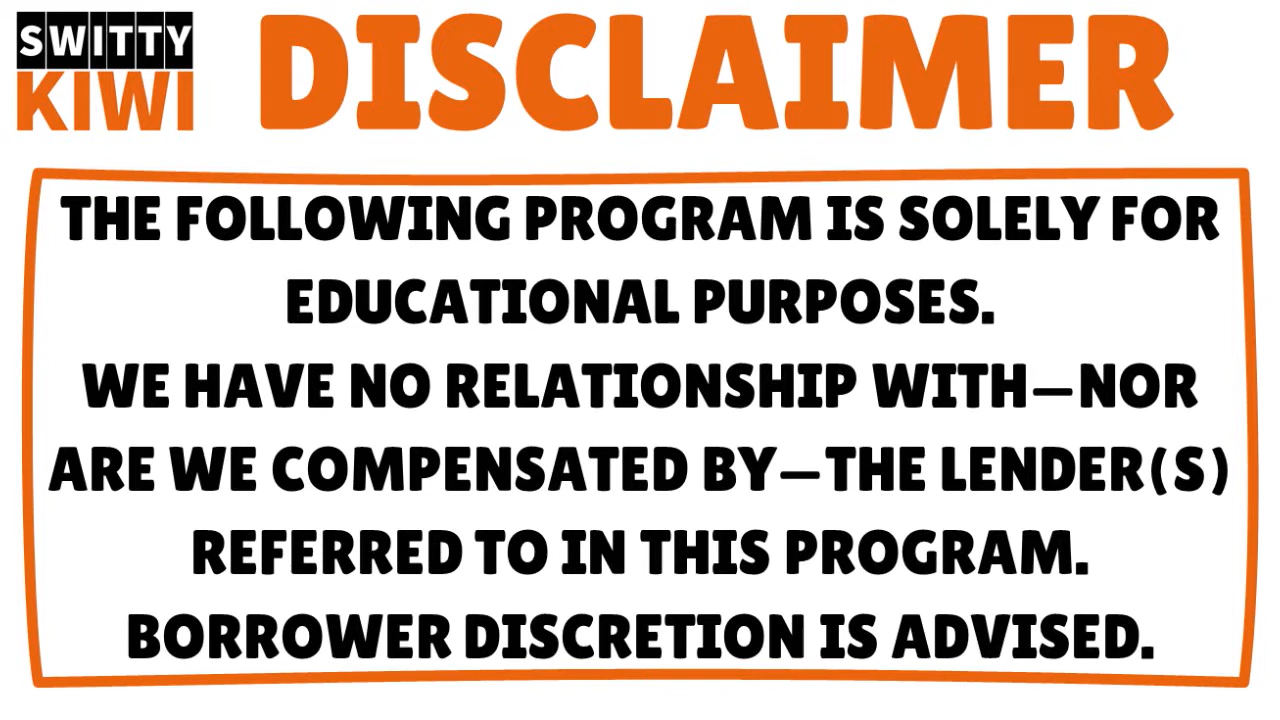 SWITTY
KIWI
DISCLAIMER
THE FOLLOWING PROGRAM IS SOLELY FOR
EDUCATIONAL PURPOSES.
WE HAVE NO RELATIONSHIP WITH—NOR
ARE WE COMPENSATED BY—THE LENDER(S)
REFERRED TO IN THIS PROGRAM.
BORROWER DISCRETION IS ADVISED.